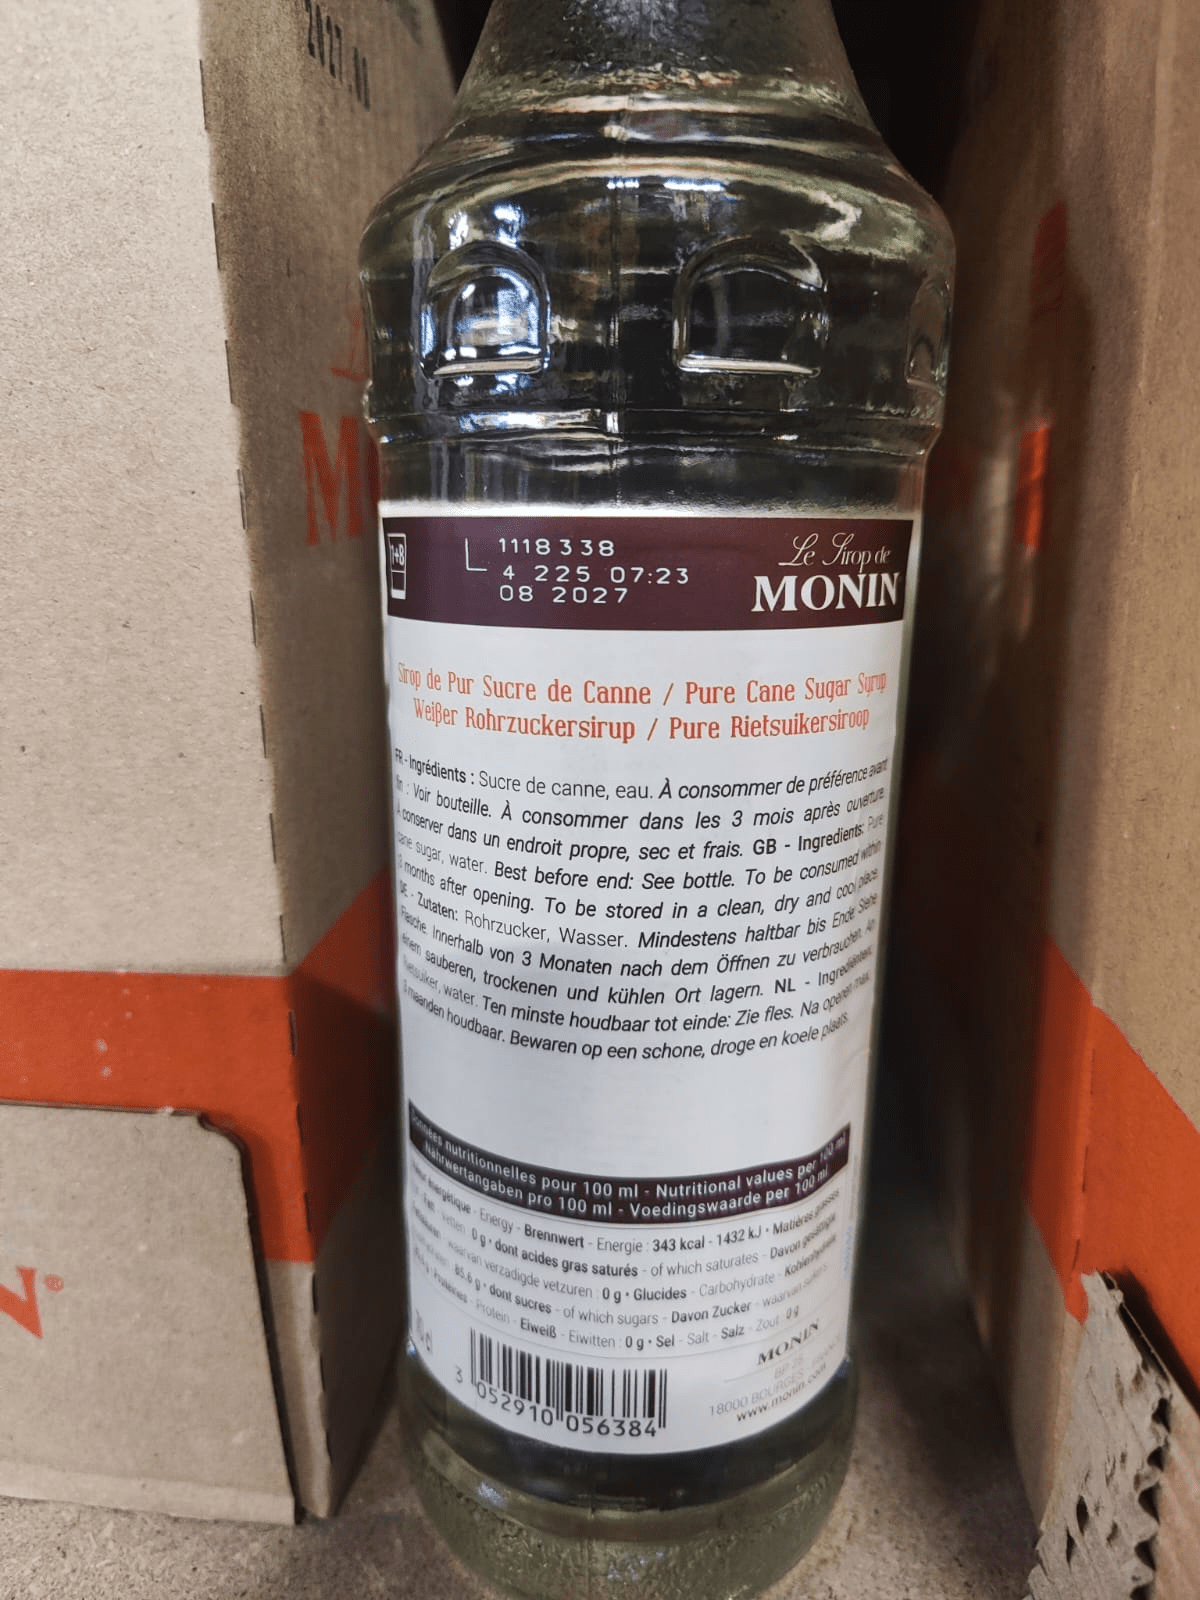 M
1+8
L 1118338
4 225 07:23
08 2027
Le Sirop de
MONIN
Sirop de Pur Sucre de Canne / Pure Cane Sugar Syrup
Weißer Rohrzuckersirup / Pure Rietsuikersiroop
FR - Ingrédients : Sucre de canne, eau. À consommer de préférence avant
fin : Voir bouteille. À consommer dans les 3 mois après ouverture.
À conserver dans un endroit propre, sec et frais. GB - Ingredients: Pure
cane sugar, water. Best before end: See bottle. To be consumed within
3 months after opening. To be stored in a clean, dry and cool place.
DE - Zutaten: Rohrzucker, Wasser. Mindestens haltbar bis Ende: Siehe
Flasche. Innerhalb von 3 Monaten nach dem Öffnen zu verbrauchen. An
einem sauberen, trockenen und kühlen Ort lagern. NL - Ingrediënten:
Rietsuiker, water. Ten minste houdbaar tot einde: Zie fles. Na openen max.
3 maanden houdbaar. Bewaren op een schone, droge en koele plaats.
Données nutritionnelles pour 100 ml - Nutritional values per 100 ml
Nährwertangaben pro 100 ml - Voedingswaarde per 100 ml
énergétique - Energy - Brennwert - Energie : 343 kcal - 1432 kJ • Matières grasses
Fett - Vetten : 0 g • dont acides gras saturés - of which saturates - Davon gesättigte
waarvan verzadigde vetzuren : 0 g • Glucides - Carbohydrate - Kohlenhydrate
85.6 g • dont sucres - of which sugars - Davon Zucker - waarvan suikers
Protéines - Protein - Eiweiß - Eiwitten : 0 g • Sel - Salt - Salz - Zout : 0 g
70 cl
MONIN
18000 BOURGES
www.monin.com
3 052910 056384